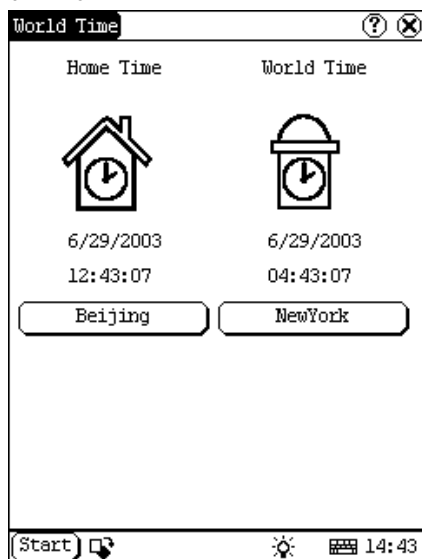 World Time ?
Home Time World Time
6/29/2003 6/29/2003
12:43:07 04:43:07
Beijing NewYork
Start 14:43